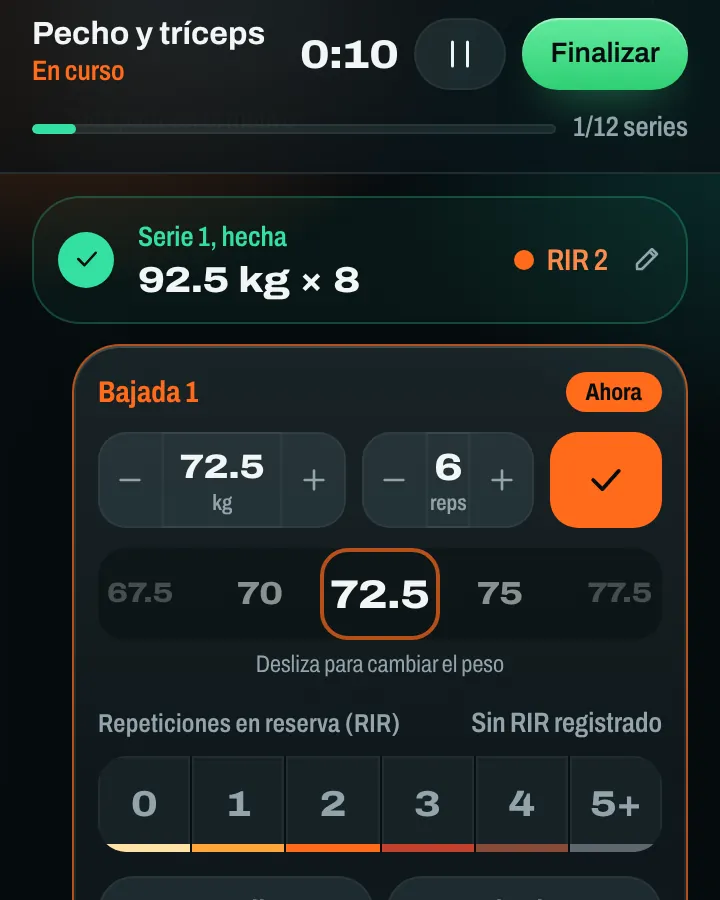 Pecho y tríceps
En curso
0:10
Finalizar
1/12 series
Serie 1, hecha
92.5 kg × 8
RIR 2
Bajada 1
Ahora
− 72.5 kg +
− 6 reps +
67.5 70 72.5 75 77.5
Desliza para cambiar el peso
Repeticiones en reserva (RIR)
Sin RIR registrado
0 1 2 3 4 5+